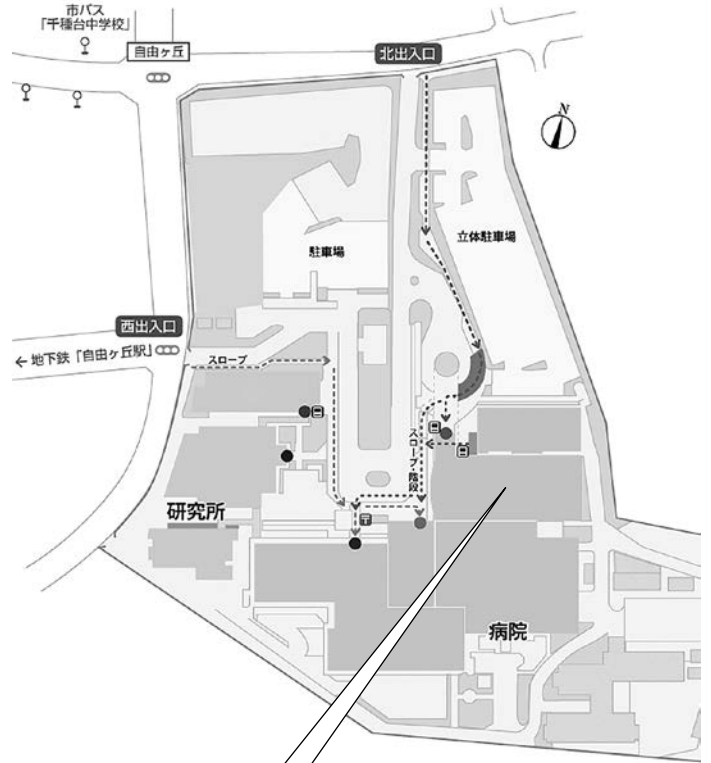 市バス
「千種台中学校」
自由ヶ丘
北出入口
N
立体駐車場
駐車場
西出入口
← 地下鉄「自由ヶ丘駅」
スロープ
スロープ・階段
研究所
病院